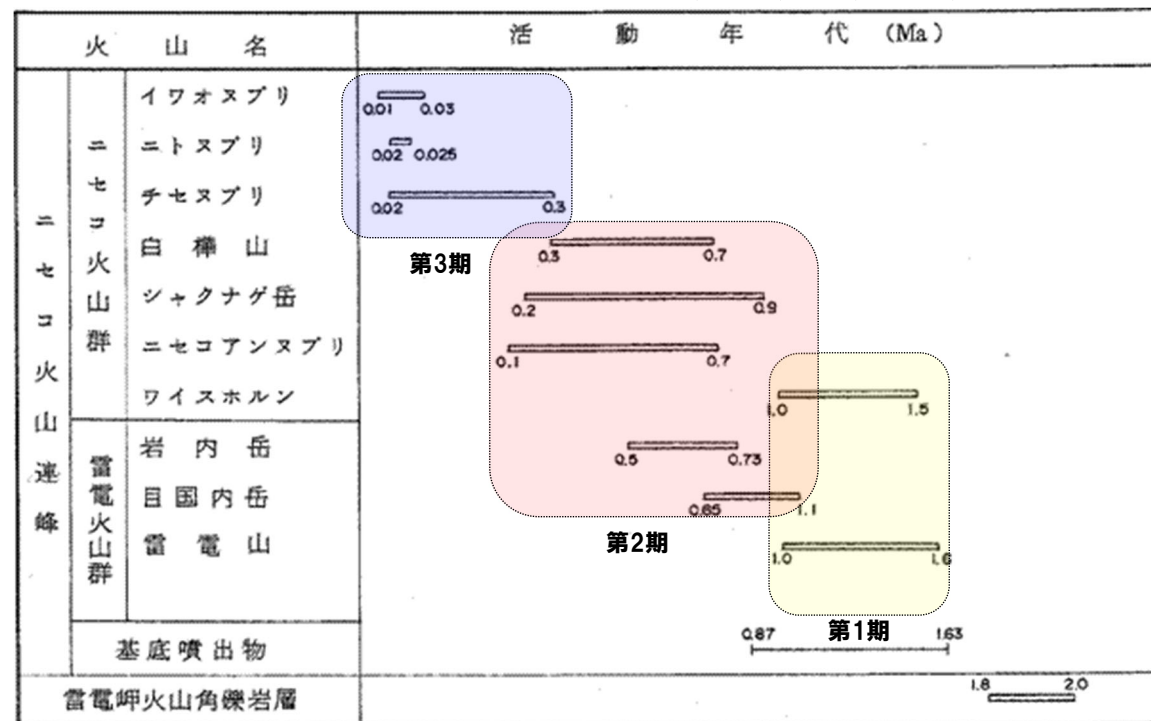 火山名 活動年代 (Ma)
ニセコ火山連峰
ニセコ火山群
イワオヌプリ
0.01 0.03
ニトヌプリ
0.02 0.025
チセヌプリ
0.02 0.3
第3期
白樺山
0.3 0.7
シャクナゲ岳
0.2 0.9
ニセコアンヌプリ
0.1 0.7
ワイスホルン
1.0 1.5
雷電火山群
岩内岳
0.5 0.73
目国内岳
0.65 1.1
第2期
雷電山
1.0 1.6
第1期
基底噴出物
0.87 1.63
雷電岬火山角礫岩層
1.8 2.0